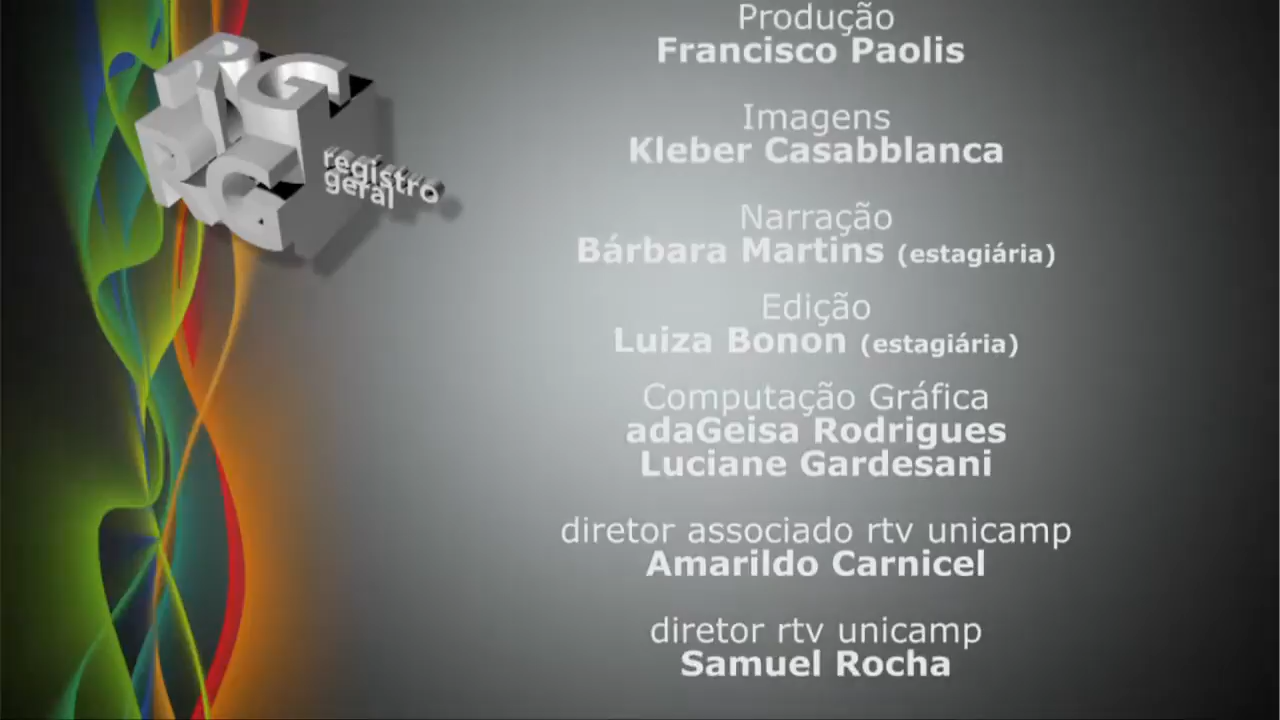 RG
RG
registro
geral
Produção
Francisco Paolis
Imagens
Kleber Casabblanca
Narração
Bárbara Martins (estagiária)
Edição
Luiza Bonon (estagiária)
Computação Gráfica
adaGeisa Rodrigues
Luciane Gardesani
diretor associado rtv unicamp
Amarildo Carnicel
diretor rtv unicamp
Samuel Rocha